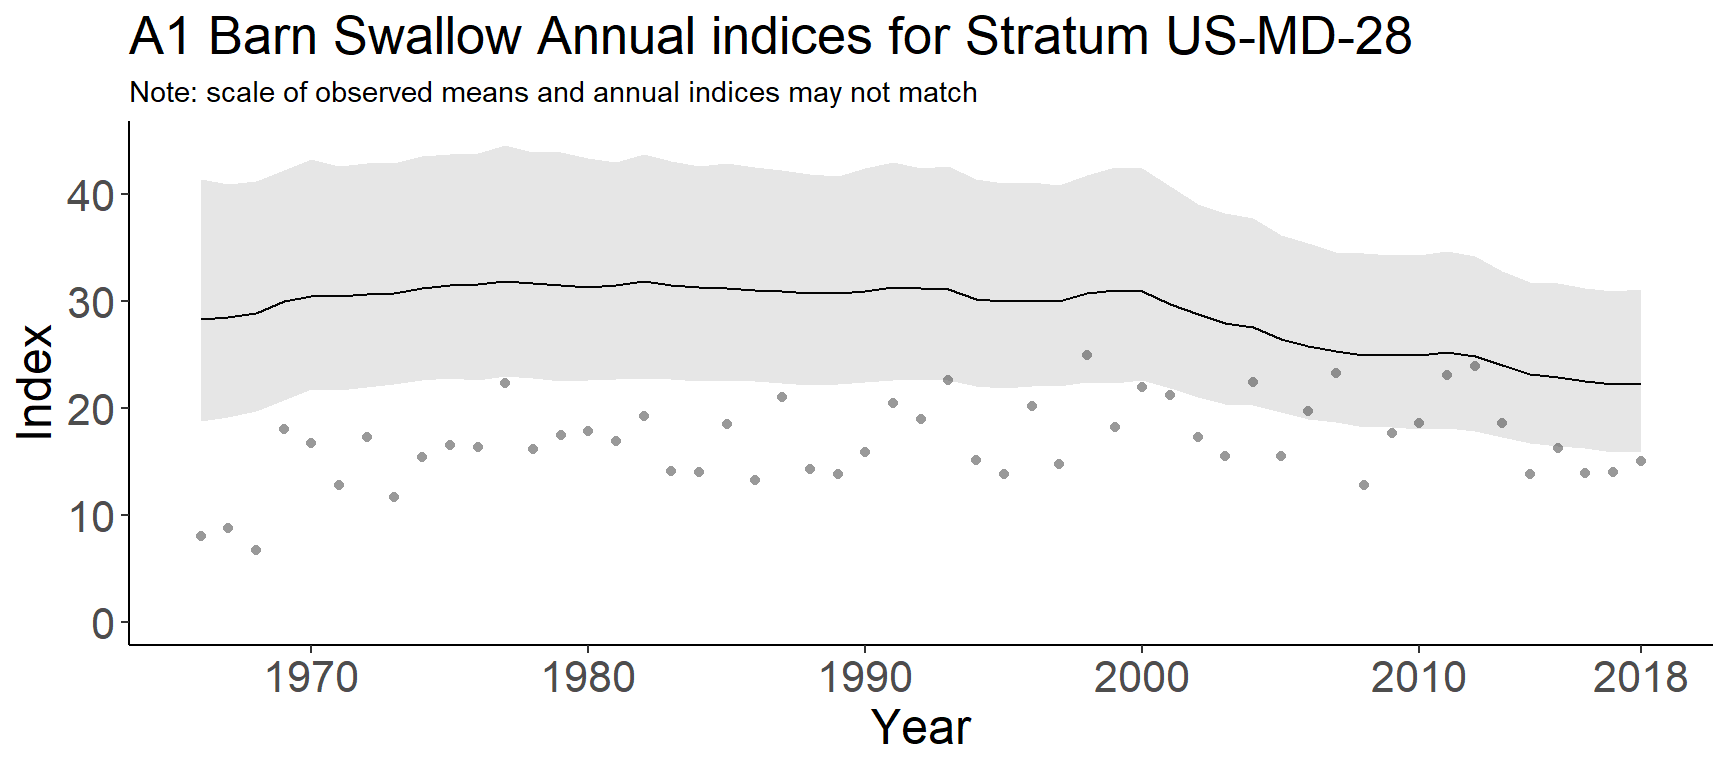 A1 Barn Swallow Annual indices for Stratum US-MD-28
Note: scale of observed means and annual indices may not match
40
30
20
10
0
Index
1970 1980 1990 2000 2010 2018
Year